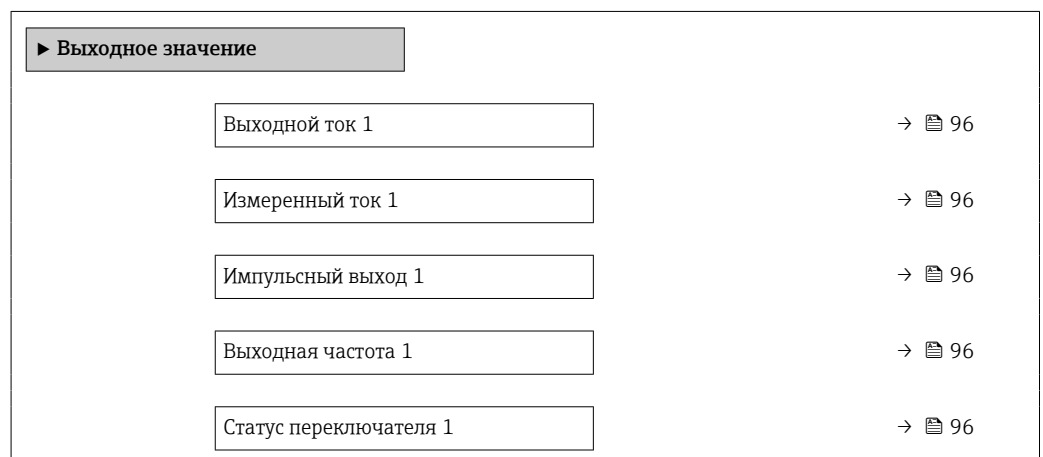 ► Выходное значение
Выходной ток 1 → 96
Измеренный ток 1 → 96
Импульсный выход 1 → 96
Выходная частота 1 → 96
Статус переключателя 1 → 96